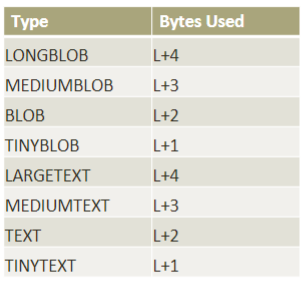 Type Bytes Used
LONGBLOB L+4
MEDIUMBLOB L+3
BLOB L+2
TINYBLOB L+1
LARGETEXT L+4
MEDIUMTEXT L+3
TEXT L+2
TINYTEXT L+1